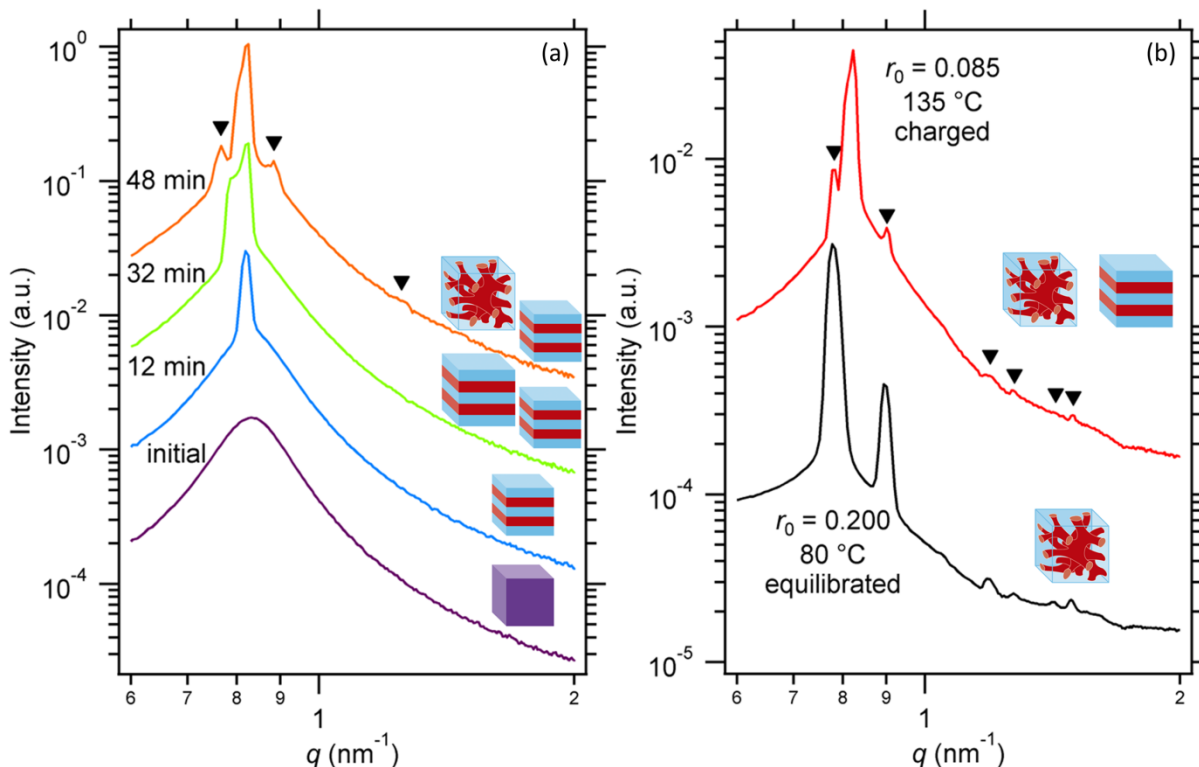 (a)
10⁰
10⁻¹
10⁻²
10⁻³
10⁻⁴
Intensity (a.u.)
48 min
32 min
12 min
initial
6 7 8 9 1 2
q (nm⁻¹)
(b)
10⁻²
10⁻³
10⁻⁴
10⁻⁵
Intensity (a.u.)
r₀ = 0.085
135 °C
charged
r₀ = 0.200
80 °C
equilibrated
6 7 8 9 1 2
q (nm⁻¹)